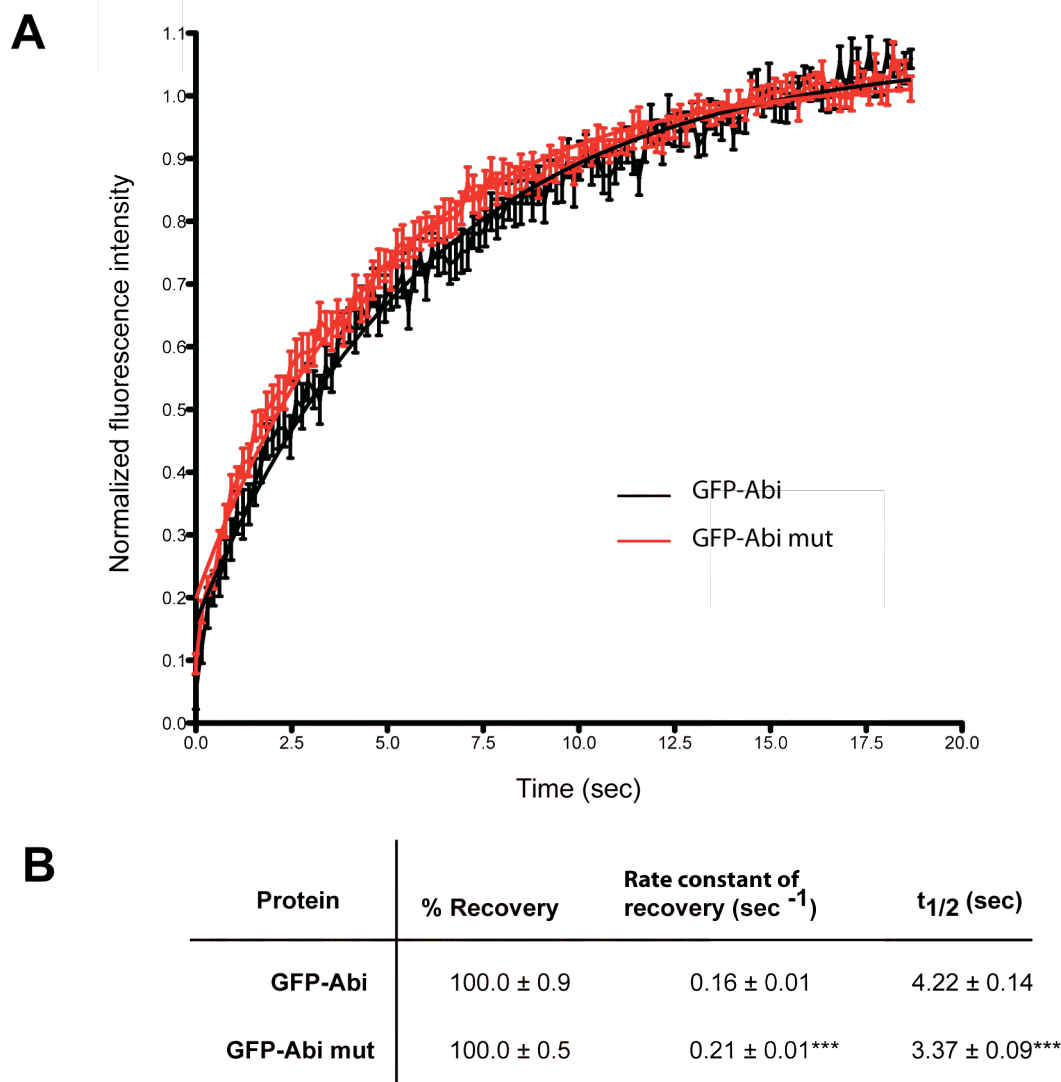 A
1.1
1.0
0.9
0.8
0.7
0.6
0.5
0.4
0.3
0.2
0.1
0.0
Normalized fluorescence intensity
GFP-Abi
GFP-Abi mut
0.0 2.5 5.0 7.5 10.0 12.5 15.0 17.5 20.0
Time (sec)
B
Protein % Recovery Rate constant of recovery (sec -1) t1/2 (sec)
GFP-Abi 100.0 ± 0.9 0.16 ± 0.01 4.22 ± 0.14
GFP-Abi mut 100.0 ± 0.5 0.21 ± 0.01*** 3.37 ± 0.09***